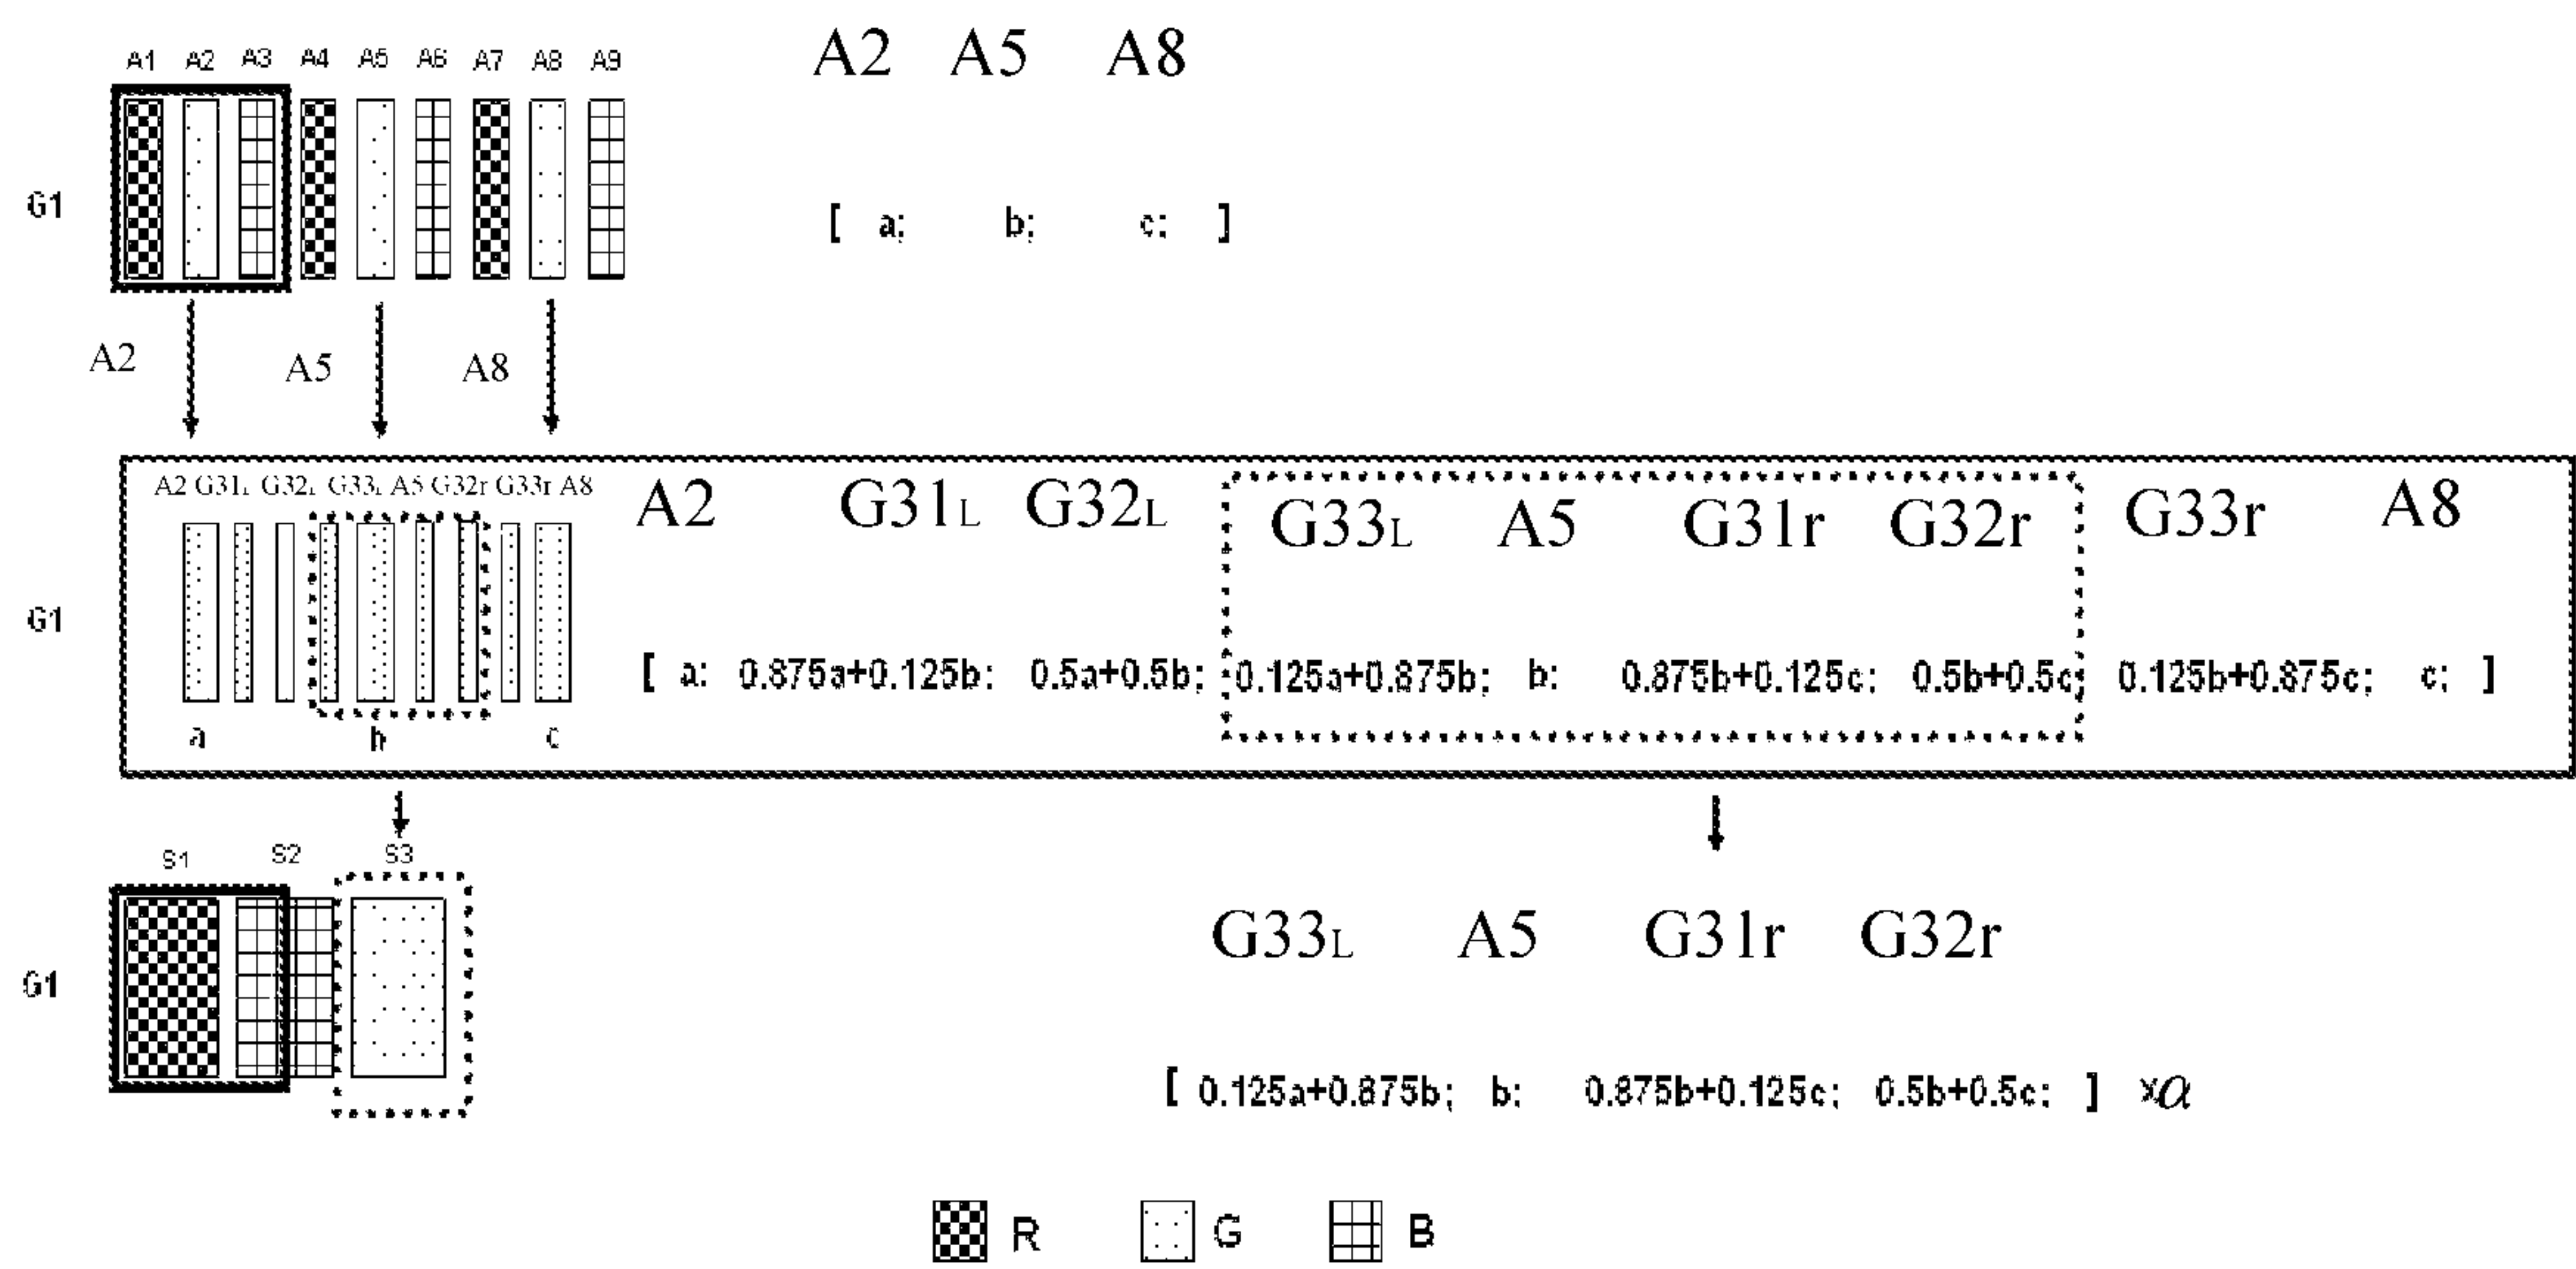 A1 A2 A3 A4 A5 A6 A7 A8 A9
A2 A5 A8
G1
[ a; b; c; ]
A2 A5 A8
A2 G31L G32L G33L A5 G32r G33r A8
A2 G31L G32L G33L A5 G31r G32r G33r A8
G1
[ a: 0.875a+0.125b: 0.5a+0.5b; 0.125a+0.875b; b: 0.875b+0.125c; 0.5b+0.5c; 0.125b+0.875c; c; ]
a b c
S1 S2 S3
G33L A5 G31r G32r
G1
[ 0.125a+0.875b; b: 0.875b+0.125c; 0.5b+0.5c; ] xα
R G B